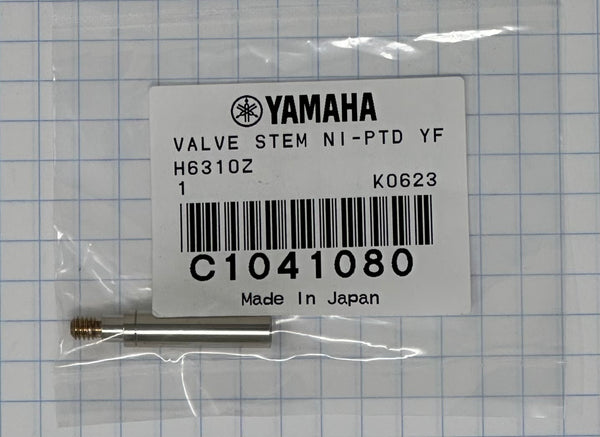 YAMAHA
VALVE STEM NI-PTD YF
H6310Z
1 K0623
C1041080
Made In Japan